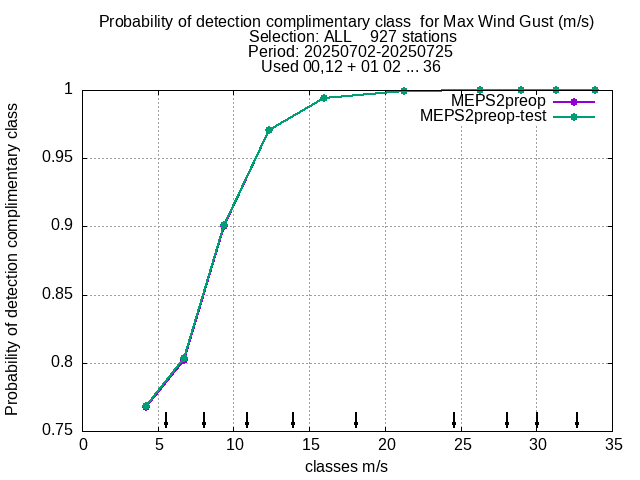 Probability of detection complimentary class  for Max Wind Gust (m/s)
Selection: ALL    927 stations
Period: 20250702-20250725
Used 00,12 + 01 02 ... 36
MEPS2preop
MEPS2preop-test
Probability of detection complimentary class
1
0.95
0.9
0.85
0.8
0.75
0 5 10 15 20 25 30 35
classes m/s